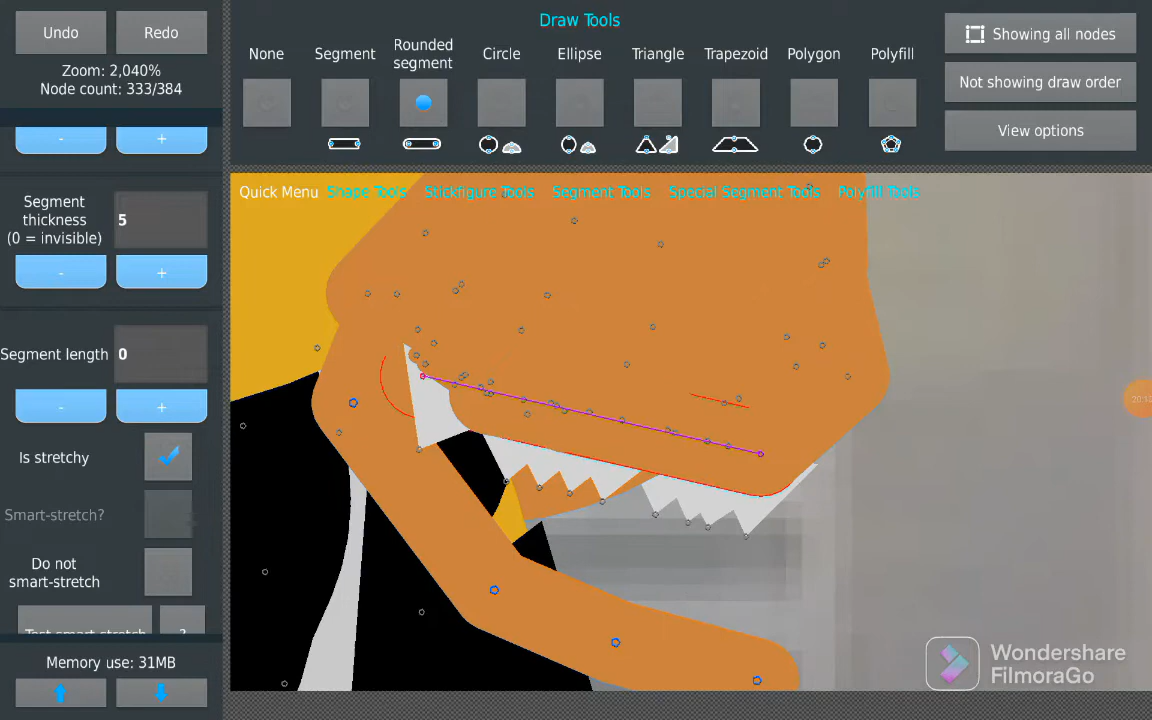 Undo
Redo
Zoom: 2,040%
Node count: 333/384
-
+
Segment
thickness
(0 = invisible)
5
-
+
Segment length
0
-
+
Is stretchy
Smart-stretch?
Do not
smart-stretch
Test smart-stretch
?
Memory use: 31MB
Draw Tools
None
Segment
Rounded
segment
Circle
Ellipse
Triangle
Trapezoid
Polygon
Polyfill
Showing all nodes
Not showing draw order
View options
Quick Menu Shape Tools Stickfigure Tools Segment Tools Special Segment Tools Polyfill Tools
Wondershare
FilmoraGo